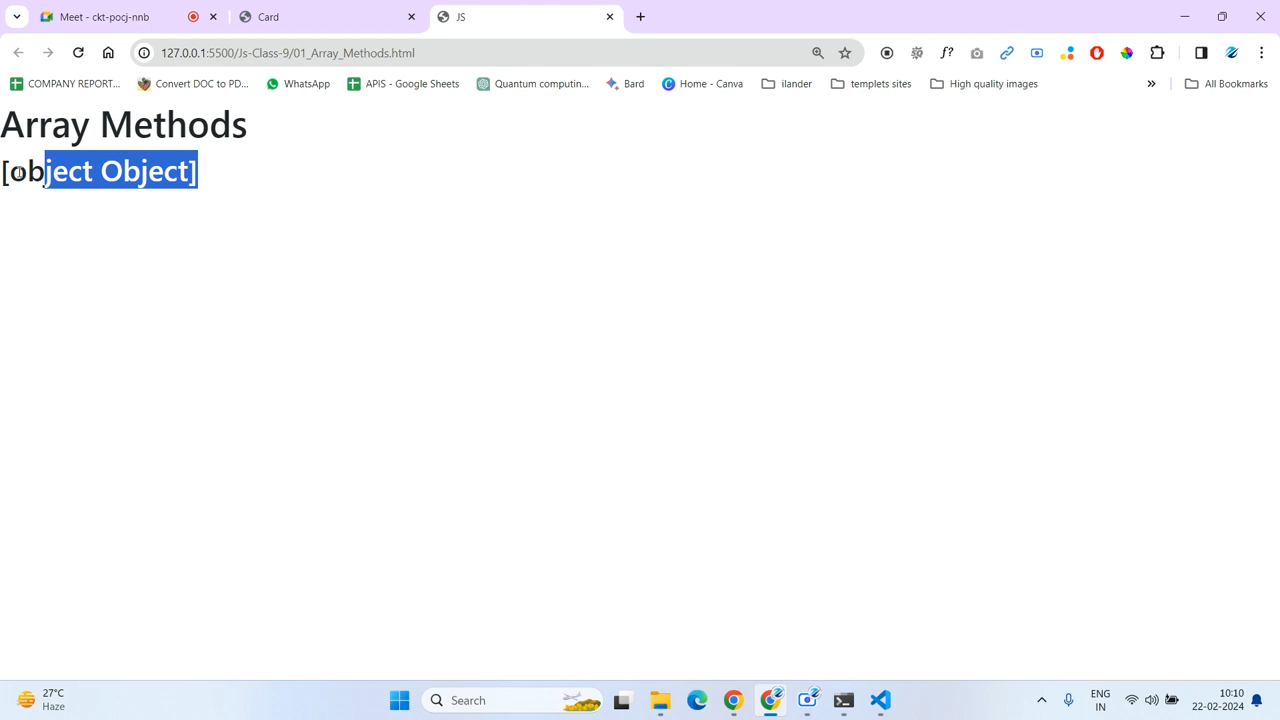 Meet - ckt-pocj-nnb
Card
JS
127.0.0.1:5500/Js-Class-9/01_Array_Methods.html
f?
COMPANY REPORT...
Convert DOC to PD...
WhatsApp
APIS - Google Sheets
Quantum computin...
Bard
Home - Canva
ilander
templets sites
High quality images
»
All Bookmarks
Array Methods
[object Object]
27°C
Haze
Search
ENG
IN
10:10
22-02-2024